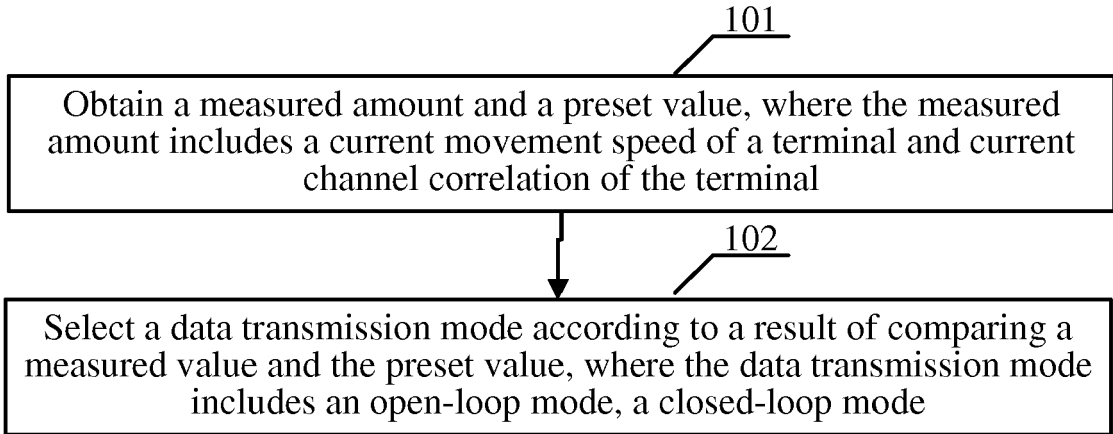 101
Obtain a measured amount and a preset value, where the measured
amount includes a current movement speed of a terminal and current
channel correlation of the terminal
102
Select a data transmission mode according to a result of comparing a
measured value and the preset value, where the data transmission mode
includes an open-loop mode, a closed-loop mode